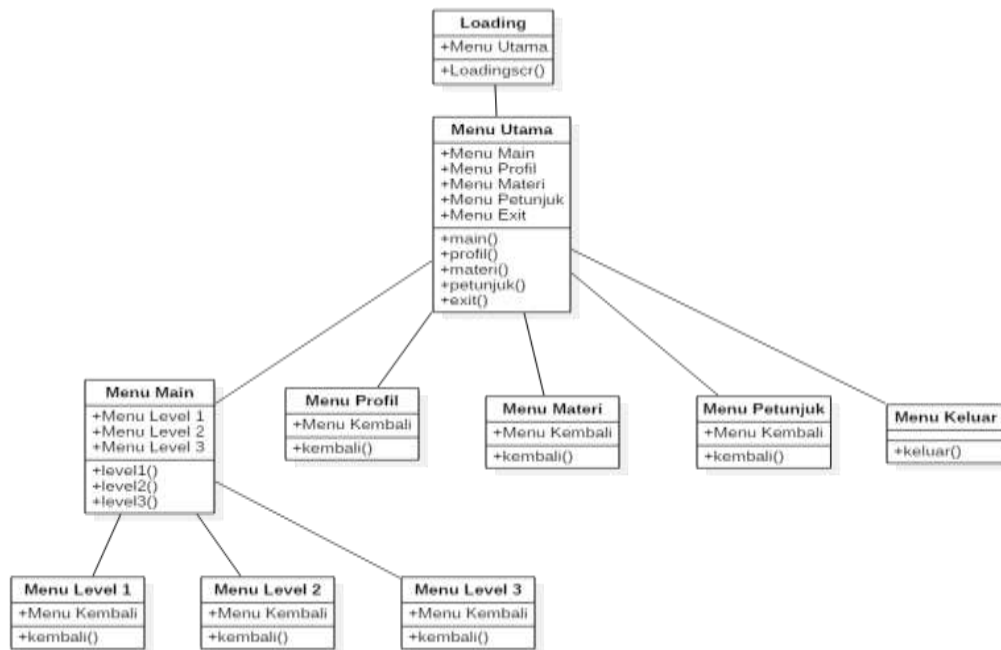 Loading
+Menu Utama
+Loadingscr()
Menu Utama
+Menu Main
+Menu Profil
+Menu Materi
+Menu Petunjuk
+Menu Exit
+main()
+profil()
+materi()
+petunjuk()
+exit()
Menu Main
+Menu Level 1
+Menu Level 2
+Menu Level 3
+level1()
+level2()
+level3()
Menu Profil
+Menu Kembali
+kembali()
Menu Materi
+Menu Kembali
+kembali()
Menu Petunjuk
+Menu Kembali
+kembali()
Menu Keluar
+keluar()
Menu Level 1
+Menu Kembali
+kembali()
Menu Level 2
+Menu Kembali
+kembali()
Menu Level 3
+Menu Kembali
+kembali()